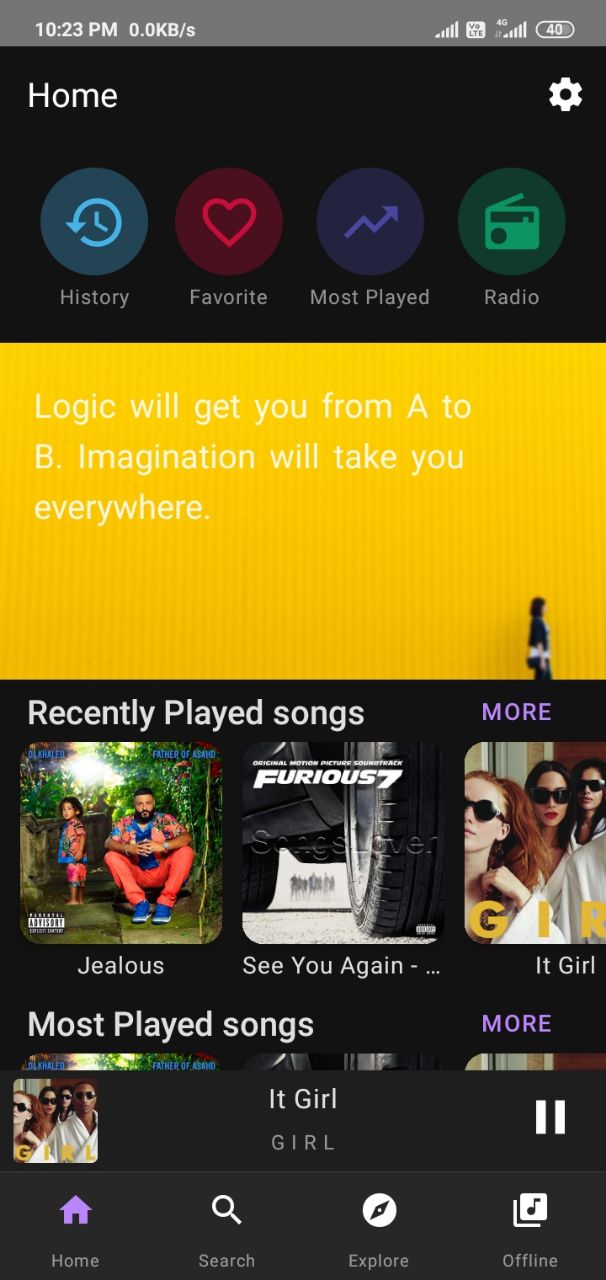 10:23 PM 0.0KB/s
Vo LTE 4G 40
Home
History Favorite Most Played Radio
Logic will get you from A to
B. Imagination will take you
everywhere.
Recently Played songs MORE
DJ KHALED FATHER OF ASAHD
PARENTAL
ADVISORY
EXPLICIT CONTENT
ORIGINAL MOTION PICTURE SOUNDTRACK
FURIOUS 7
SongsLover
GIR
Jealous See You Again - … It Girl
Most Played songs MORE
DJ KHALED FATHER OF ASAHD
GIRL
It Girl
G I R L
Home Search Explore Offline